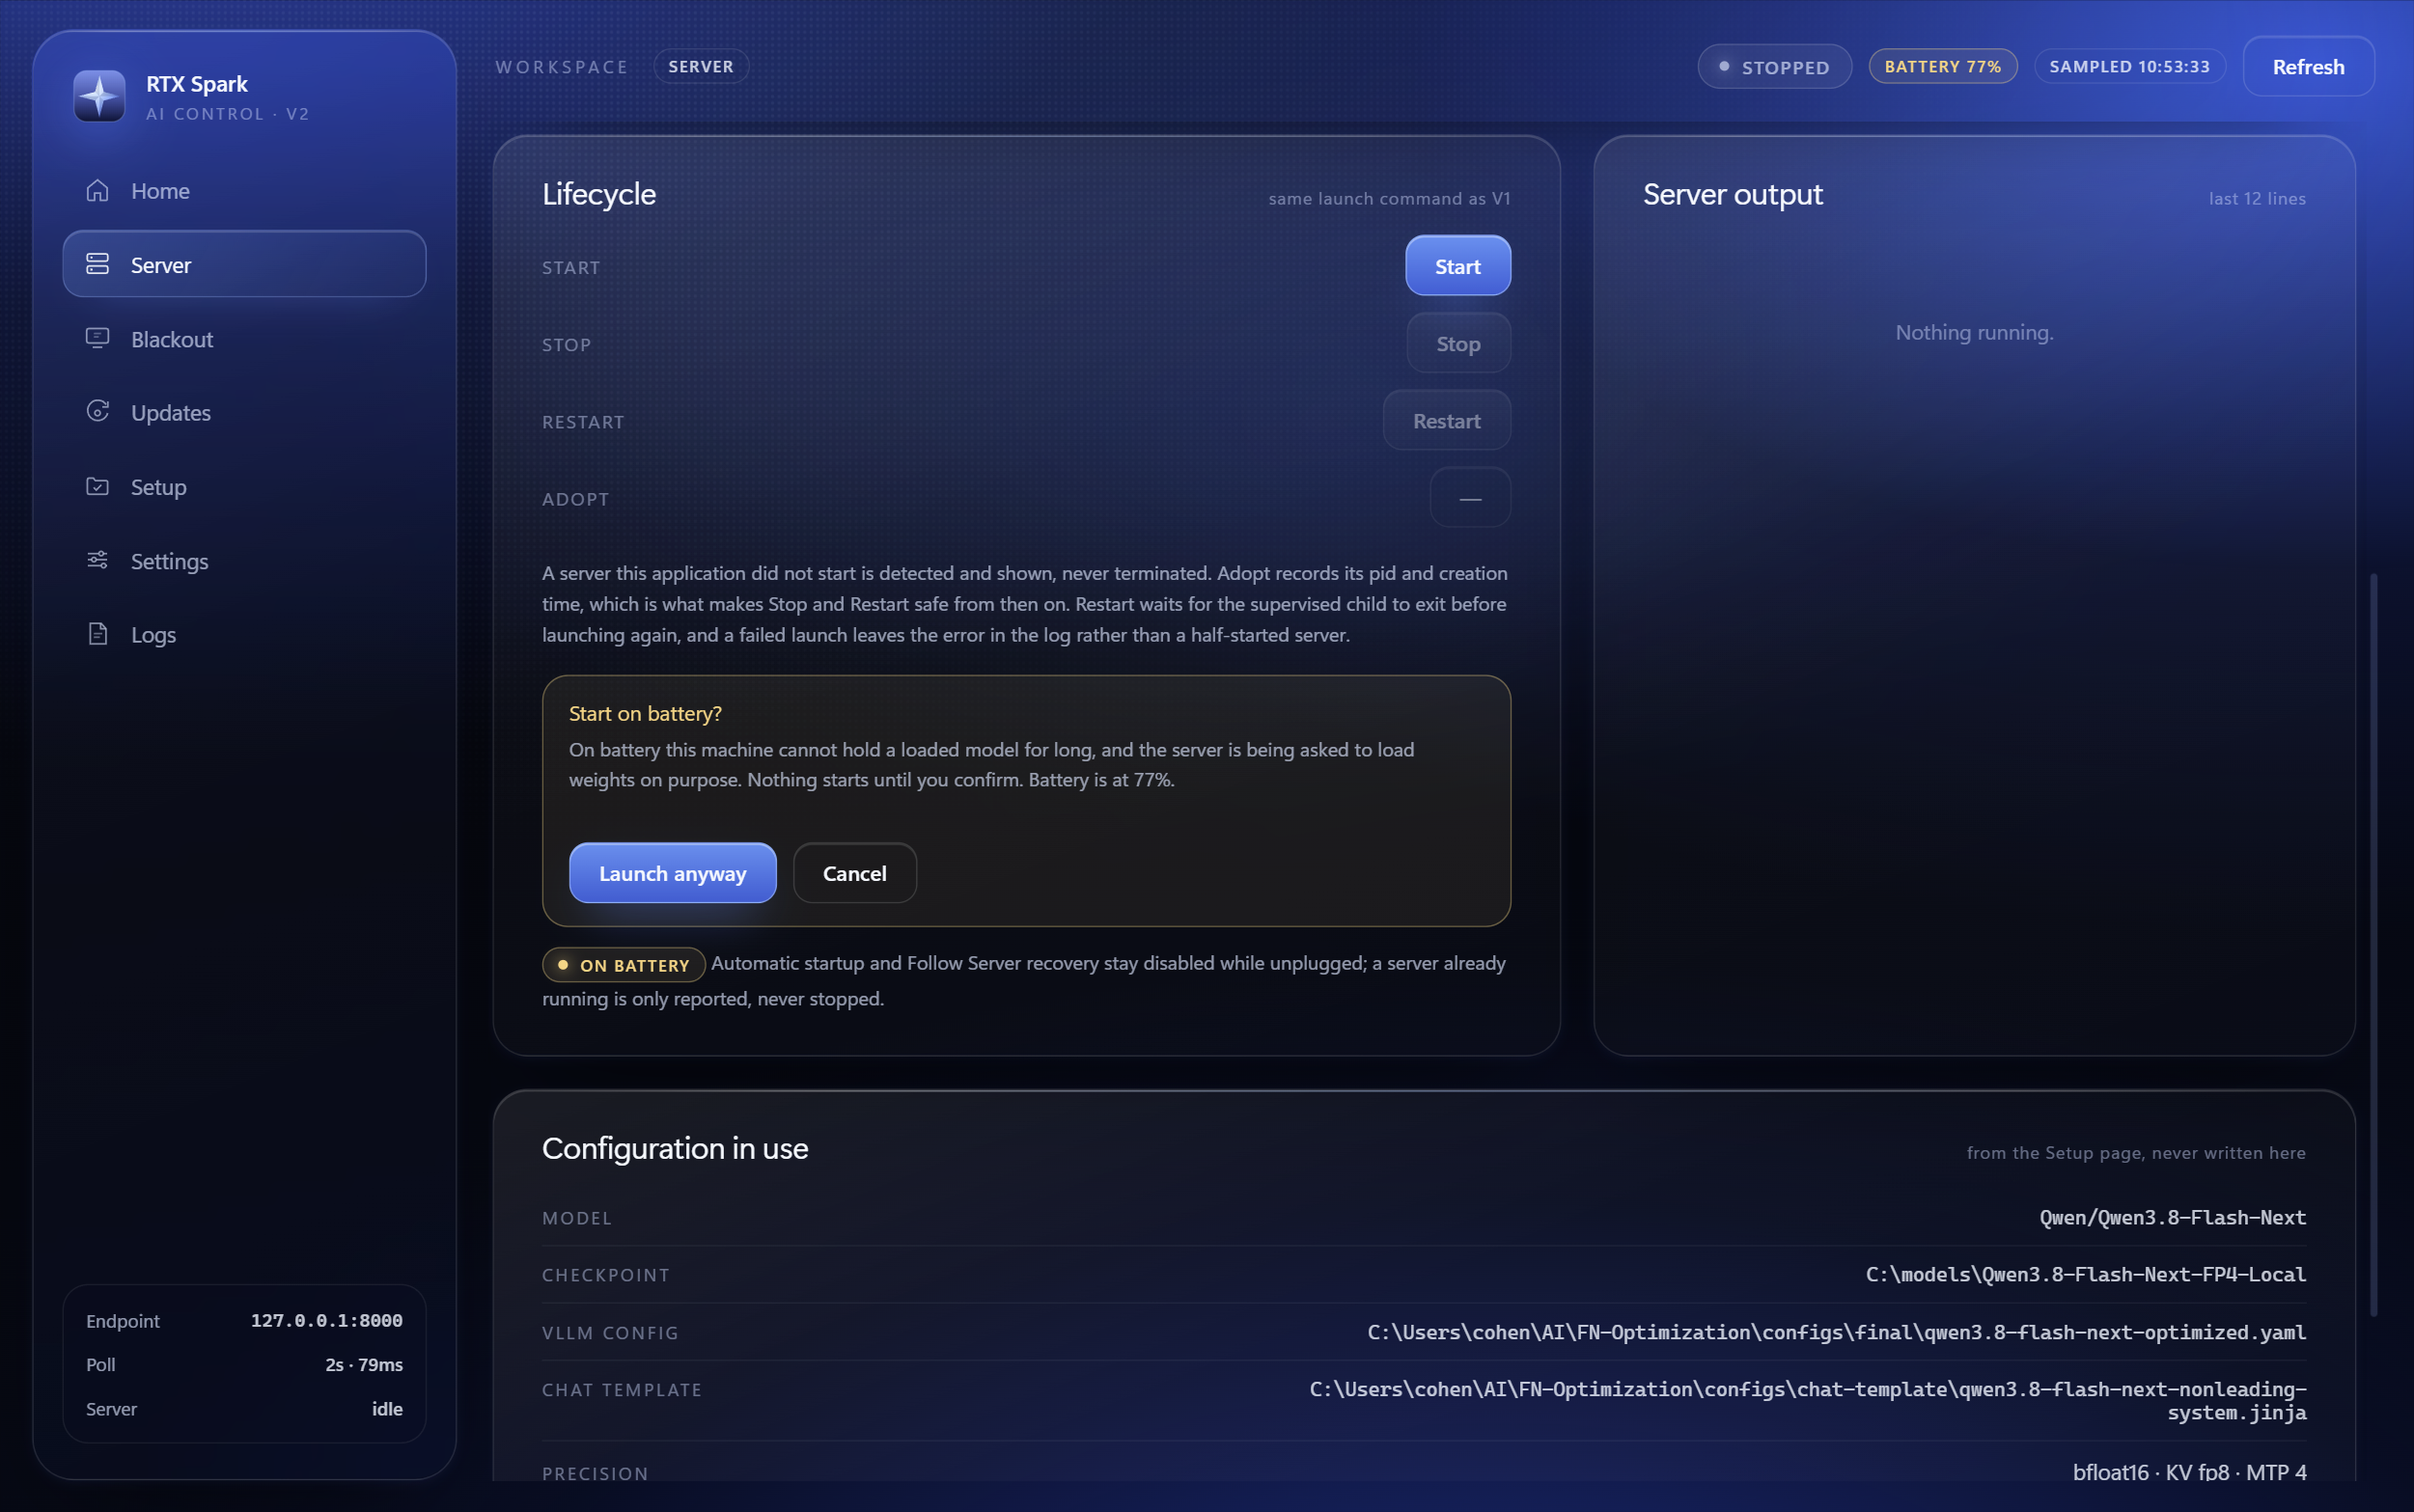 RTX Spark
AI CONTROL · V2
Home
Server
Blackout
Updates
Setup
Settings
Logs
Endpoint 127.0.0.1:8000
Poll 2s · 79ms
Server idle
WORKSPACE SERVER
STOPPED BATTERY 77% SAMPLED 10:53:33 Refresh
Lifecycle same launch command as V1
START Start
STOP Stop
RESTART Restart
ADOPT —
A server this application did not start is detected and shown, never terminated. Adopt records its pid and creation
time, which is what makes Stop and Restart safe from then on. Restart waits for the supervised child to exit before
launching again, and a failed launch leaves the error in the log rather than a half-started server.
Start on battery?
On battery this machine cannot hold a loaded model for long, and the server is being asked to load
weights on purpose. Nothing starts until you confirm. Battery is at 77%.
Launch anyway Cancel
ON BATTERY Automatic startup and Follow Server recovery stay disabled while unplugged; a server already
running is only reported, never stopped.
Server output last 12 lines
Nothing running.
Configuration in use from the Setup page, never written here
MODEL Qwen/Qwen3.8-Flash-Next
CHECKPOINT C:\models\Qwen3.8-Flash-Next-FP4-Local
VLLM CONFIG C:\Users\cohen\AI\FN-Optimization\configs\final\qwen3.8-flash-next-optimized.yaml
CHAT TEMPLATE C:\Users\cohen\AI\FN-Optimization\configs\chat-template\qwen3.8-flash-next-nonleading-
system.jinja
PRECISION bfloat16 · KV fp8 · MTP 4